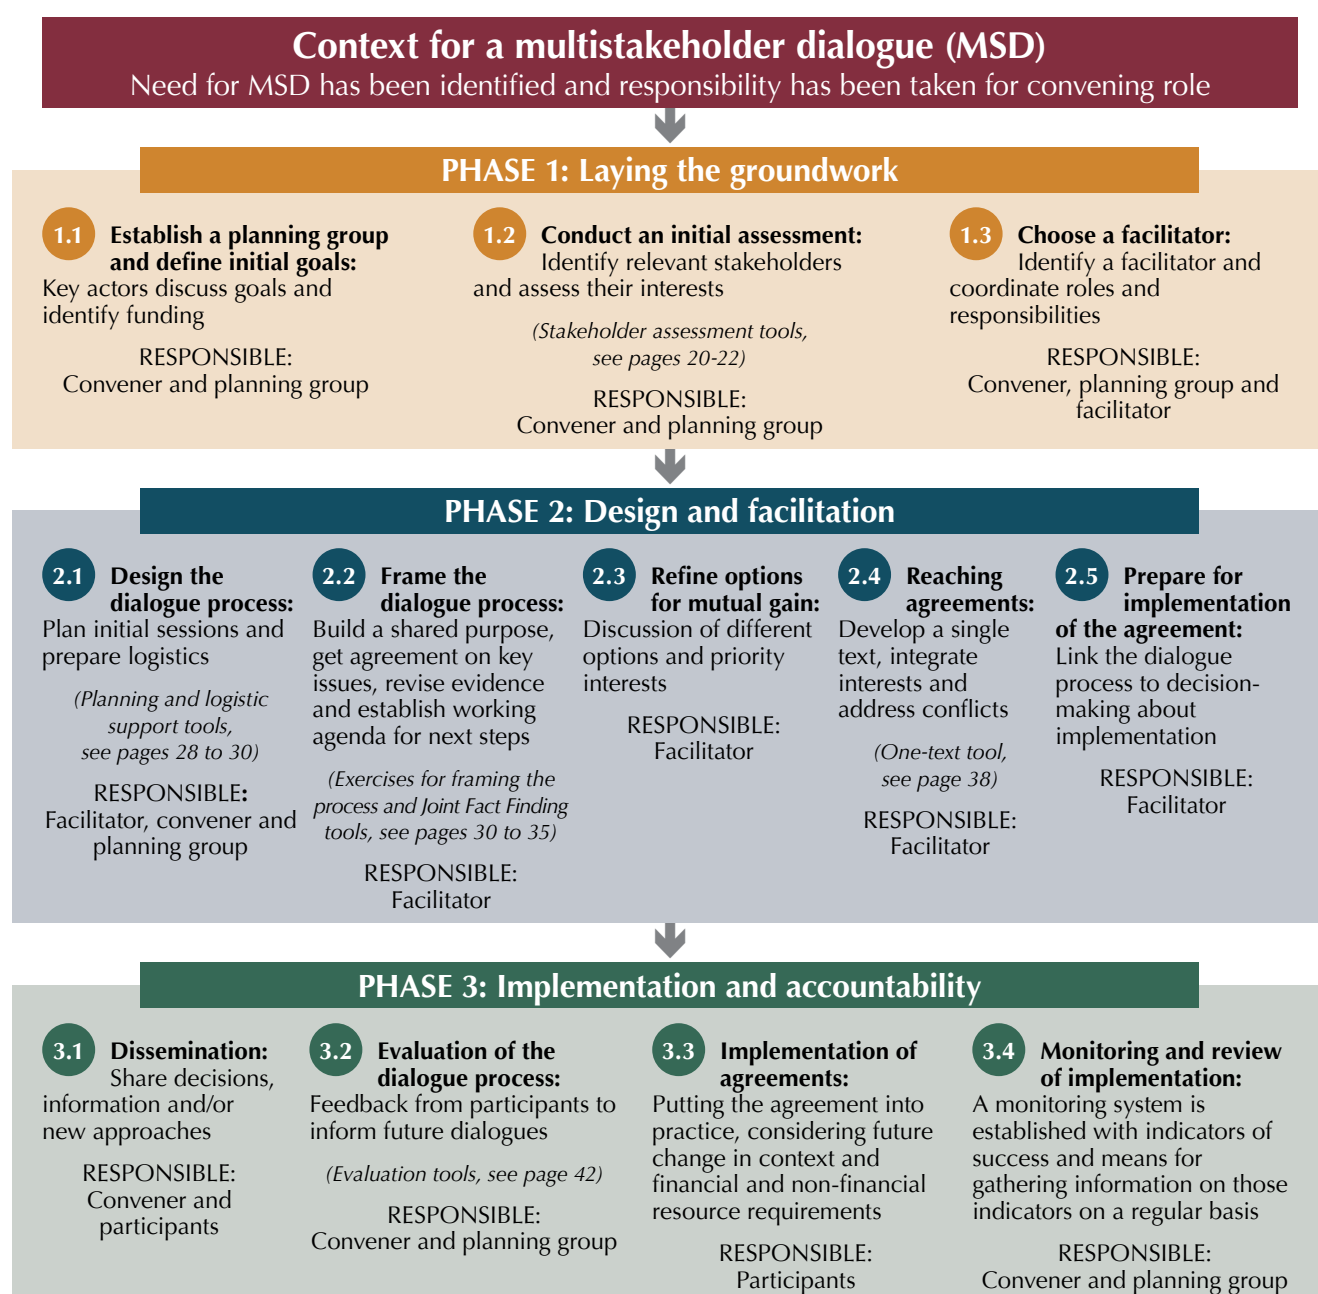 Context for a multistakeholder dialogue (MSD)
Need for MSD has been identified and responsibility has been taken for convening role
PHASE 1: Laying the groundwork
1.1 Establish a planning group
and define initial goals:
Key actors discuss goals and
identify funding
RESPONSIBLE:
Convener and planning group
1.2 Conduct an initial assessment:
Identify relevant stakeholders
and assess their interests
(Stakeholder assessment tools,
see pages 20-22)
RESPONSIBLE:
Convener and planning group
1.3 Choose a facilitator:
Identify a facilitator and
coordinate roles and
responsibilities
RESPONSIBLE:
Convener, planning group and
facilitator
PHASE 2: Design and facilitation
2.1 Design the
dialogue process:
Plan initial sessions and
prepare logistics
(Planning and logistic
support tools,
see pages 28 to 30)
RESPONSIBLE:
Facilitator, convener and
planning group
2.2 Frame the
dialogue process:
Build a shared purpose,
get agreement on key
issues, revise evidence
and establish working
agenda for next steps
(Exercises for framing the
process and Joint Fact Finding
tools, see pages 30 to 35)
RESPONSIBLE:
Facilitator
2.3 Refine options
for mutual gain:
Discussion of different
options and priority
interests
RESPONSIBLE:
Facilitator
2.4 Reaching
agreements:
Develop a single
text, integrate
interests and
address conflicts
(One-text tool,
see page 38)
RESPONSIBLE:
Facilitator
2.5 Prepare for
implementation
of the agreement:
Link the dialogue
process to decision-
making about
implementation
RESPONSIBLE:
Facilitator
PHASE 3: Implementation and accountability
3.1 Dissemination:
Share decisions,
information and/or
new approaches
RESPONSIBLE:
Convener and
participants
3.2 Evaluation of the
dialogue process:
Feedback from participants to
inform future dialogues
(Evaluation tools, see page 42)
RESPONSIBLE:
Convener and planning group
3.3 Implementation of
agreements:
Putting the agreement into
practice, considering future
change in context and
financial and non-financial
resource requirements
RESPONSIBLE:
Participants
3.4 Monitoring and review
of implementation:
A monitoring system is
established with indicators of
success and means for
gathering information on those
indicators on a regular basis
RESPONSIBLE:
Convener and planning group